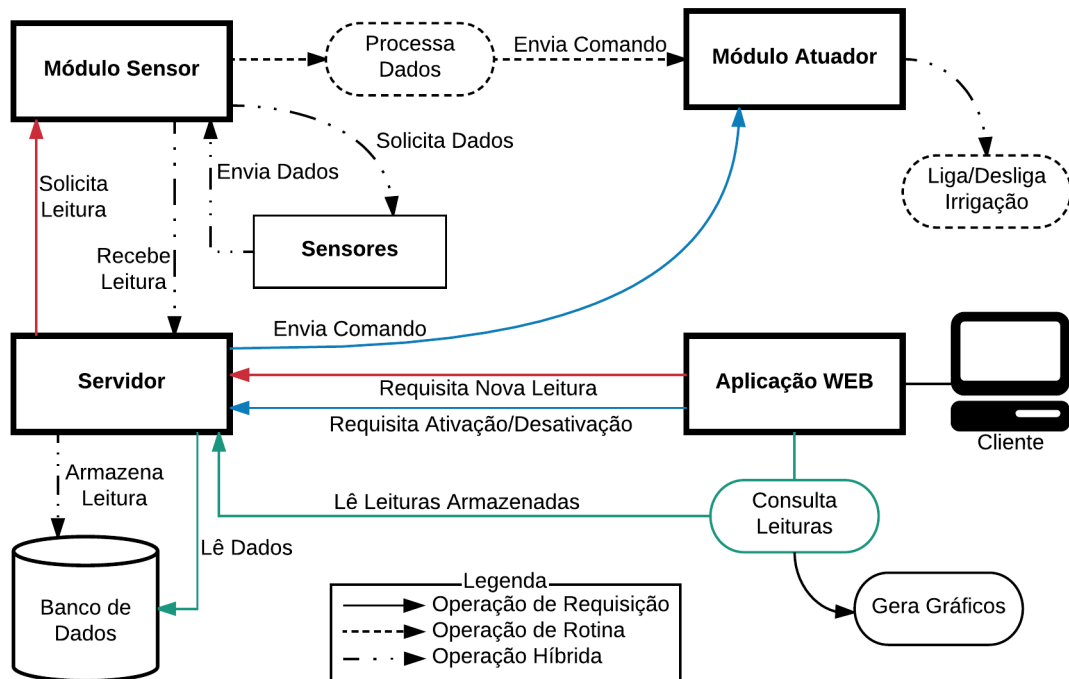 Módulo Sensor
Processa
Dados
Envia Comando
Módulo Atuador
Solicita Dados
Envia Dados
Solicita
Leitura
Liga/Desliga
Irrigação
Sensores
Recebe
Leitura
Envia Comando
Servidor
Requisita Nova Leitura
Aplicação WEB
Requisita Ativação/Desativação
Cliente
Armazena
Leitura
Lê Leituras Armazenadas
Consulta
Leituras
Lê Dados
Banco de
Dados
Legenda
Operação de Requisição
Operação de Rotina
Operação Híbrida
Gera Gráficos